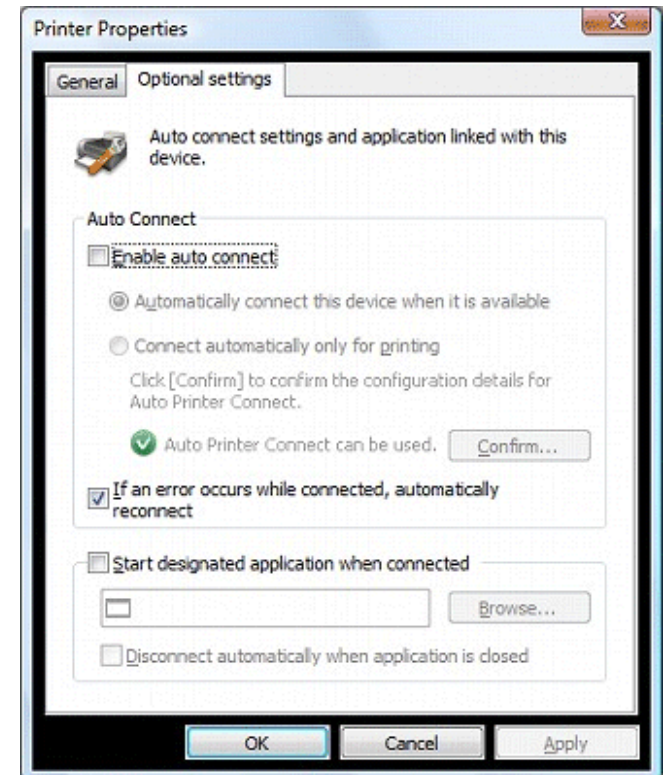 Printer Properties
General
Optional settings
Auto connect settings and application linked with this
device.
Auto Connect
Enable auto connect
Automatically connect this device when it is available
Connect automatically only for printing
Click [Confirm] to confirm the configuration details for
Auto Printer Connect.
Auto Printer Connect can be used.
Confirm...
If an error occurs while connected, automatically
reconnect
Start designated application when connected
Browse...
Disconnect automatically when application is closed
OK
Cancel
Apply